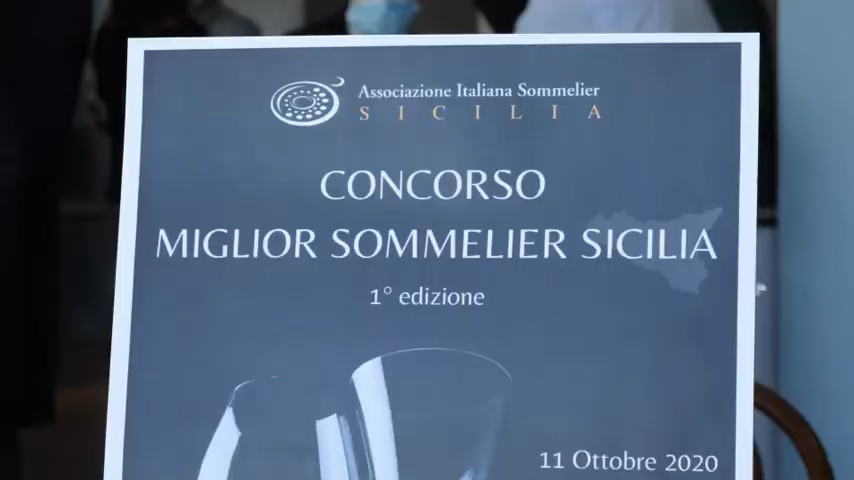 Associazione Italiana Sommelier
SICILIA
CONCORSO
MIGLIOR SOMMELIER SICILIA
1° edizione
11 Ottobre 2020